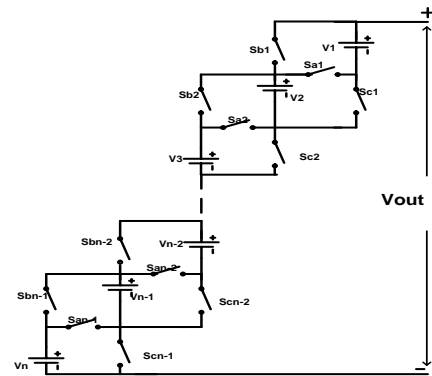 +
Sb1
V1
+
Sa1
+
Sb2
V2
Sc1
Sa2
V3
+
Sc2
Vout
Sbn-2
Vn-2
+
San-2
Sbn-1
+
Vn-1
Scn-2
San-1
Vn
+
Scn-1
-